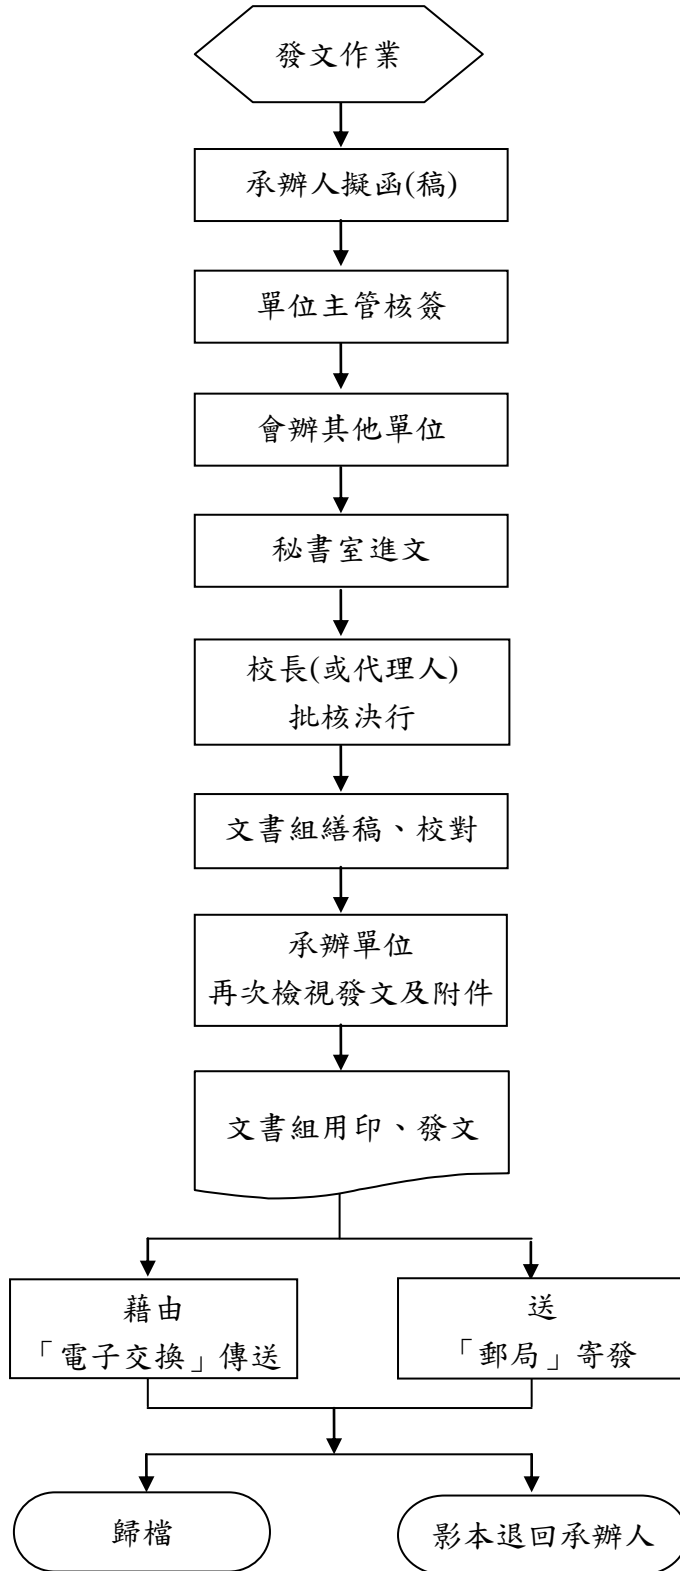 發文作業
承辦人擬函(稿)
單位主管核簽
會辦其他單位
秘書室進文
校長(或代理人)
批核決行
文書組繕稿、校對
承辦單位
再次檢視發文及附件
文書組用印、發文
藉由
「電子交換」傳送
送
「郵局」寄發
歸檔
影本退回承辦人